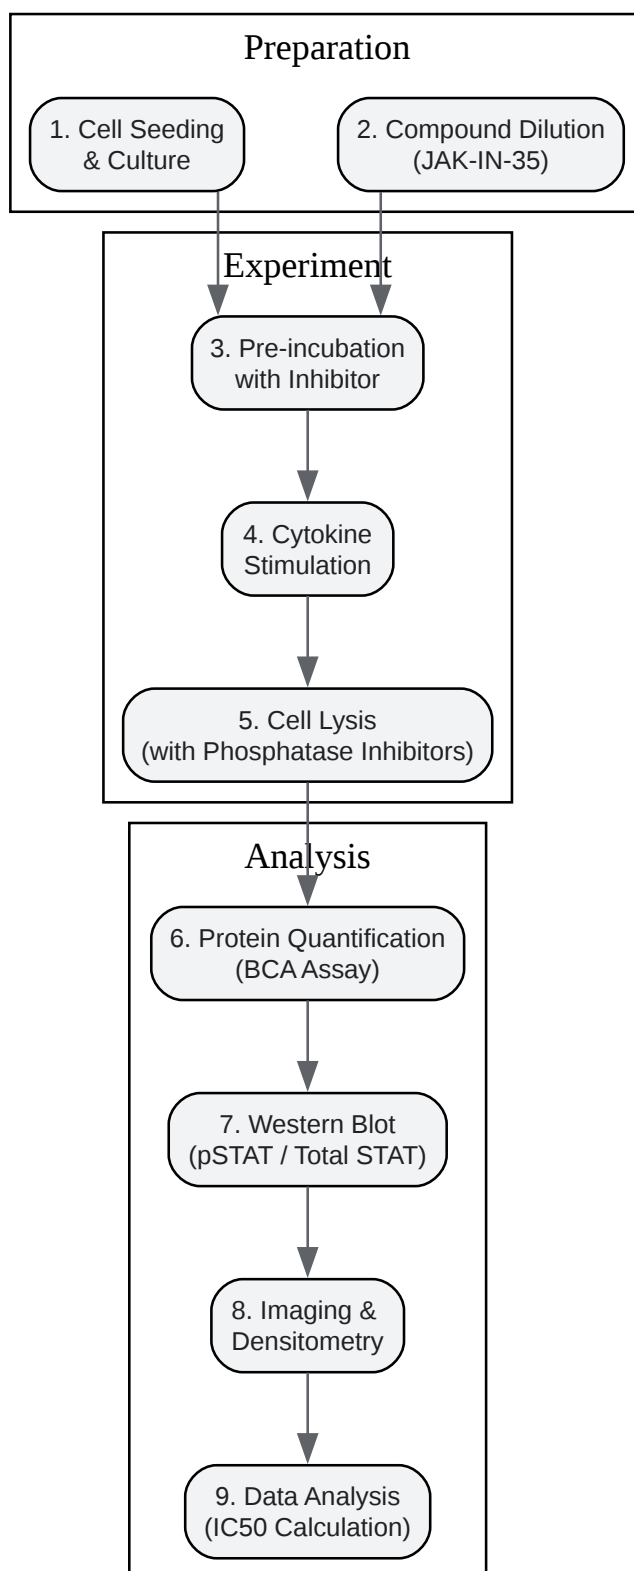 Preparation
1. Cell Seeding
& Culture
2. Compound Dilution
(JAK-IN-35)
Experiment
3. Pre-incubation
with Inhibitor
4. Cytokine
Stimulation
5. Cell Lysis
(with Phosphatase Inhibitors)
Analysis
6. Protein Quantification
(BCA Assay)
7. Western Blot
(pSTAT / Total STAT)
8. Imaging &
Densitometry
9. Data Analysis
(IC50 Calculation)